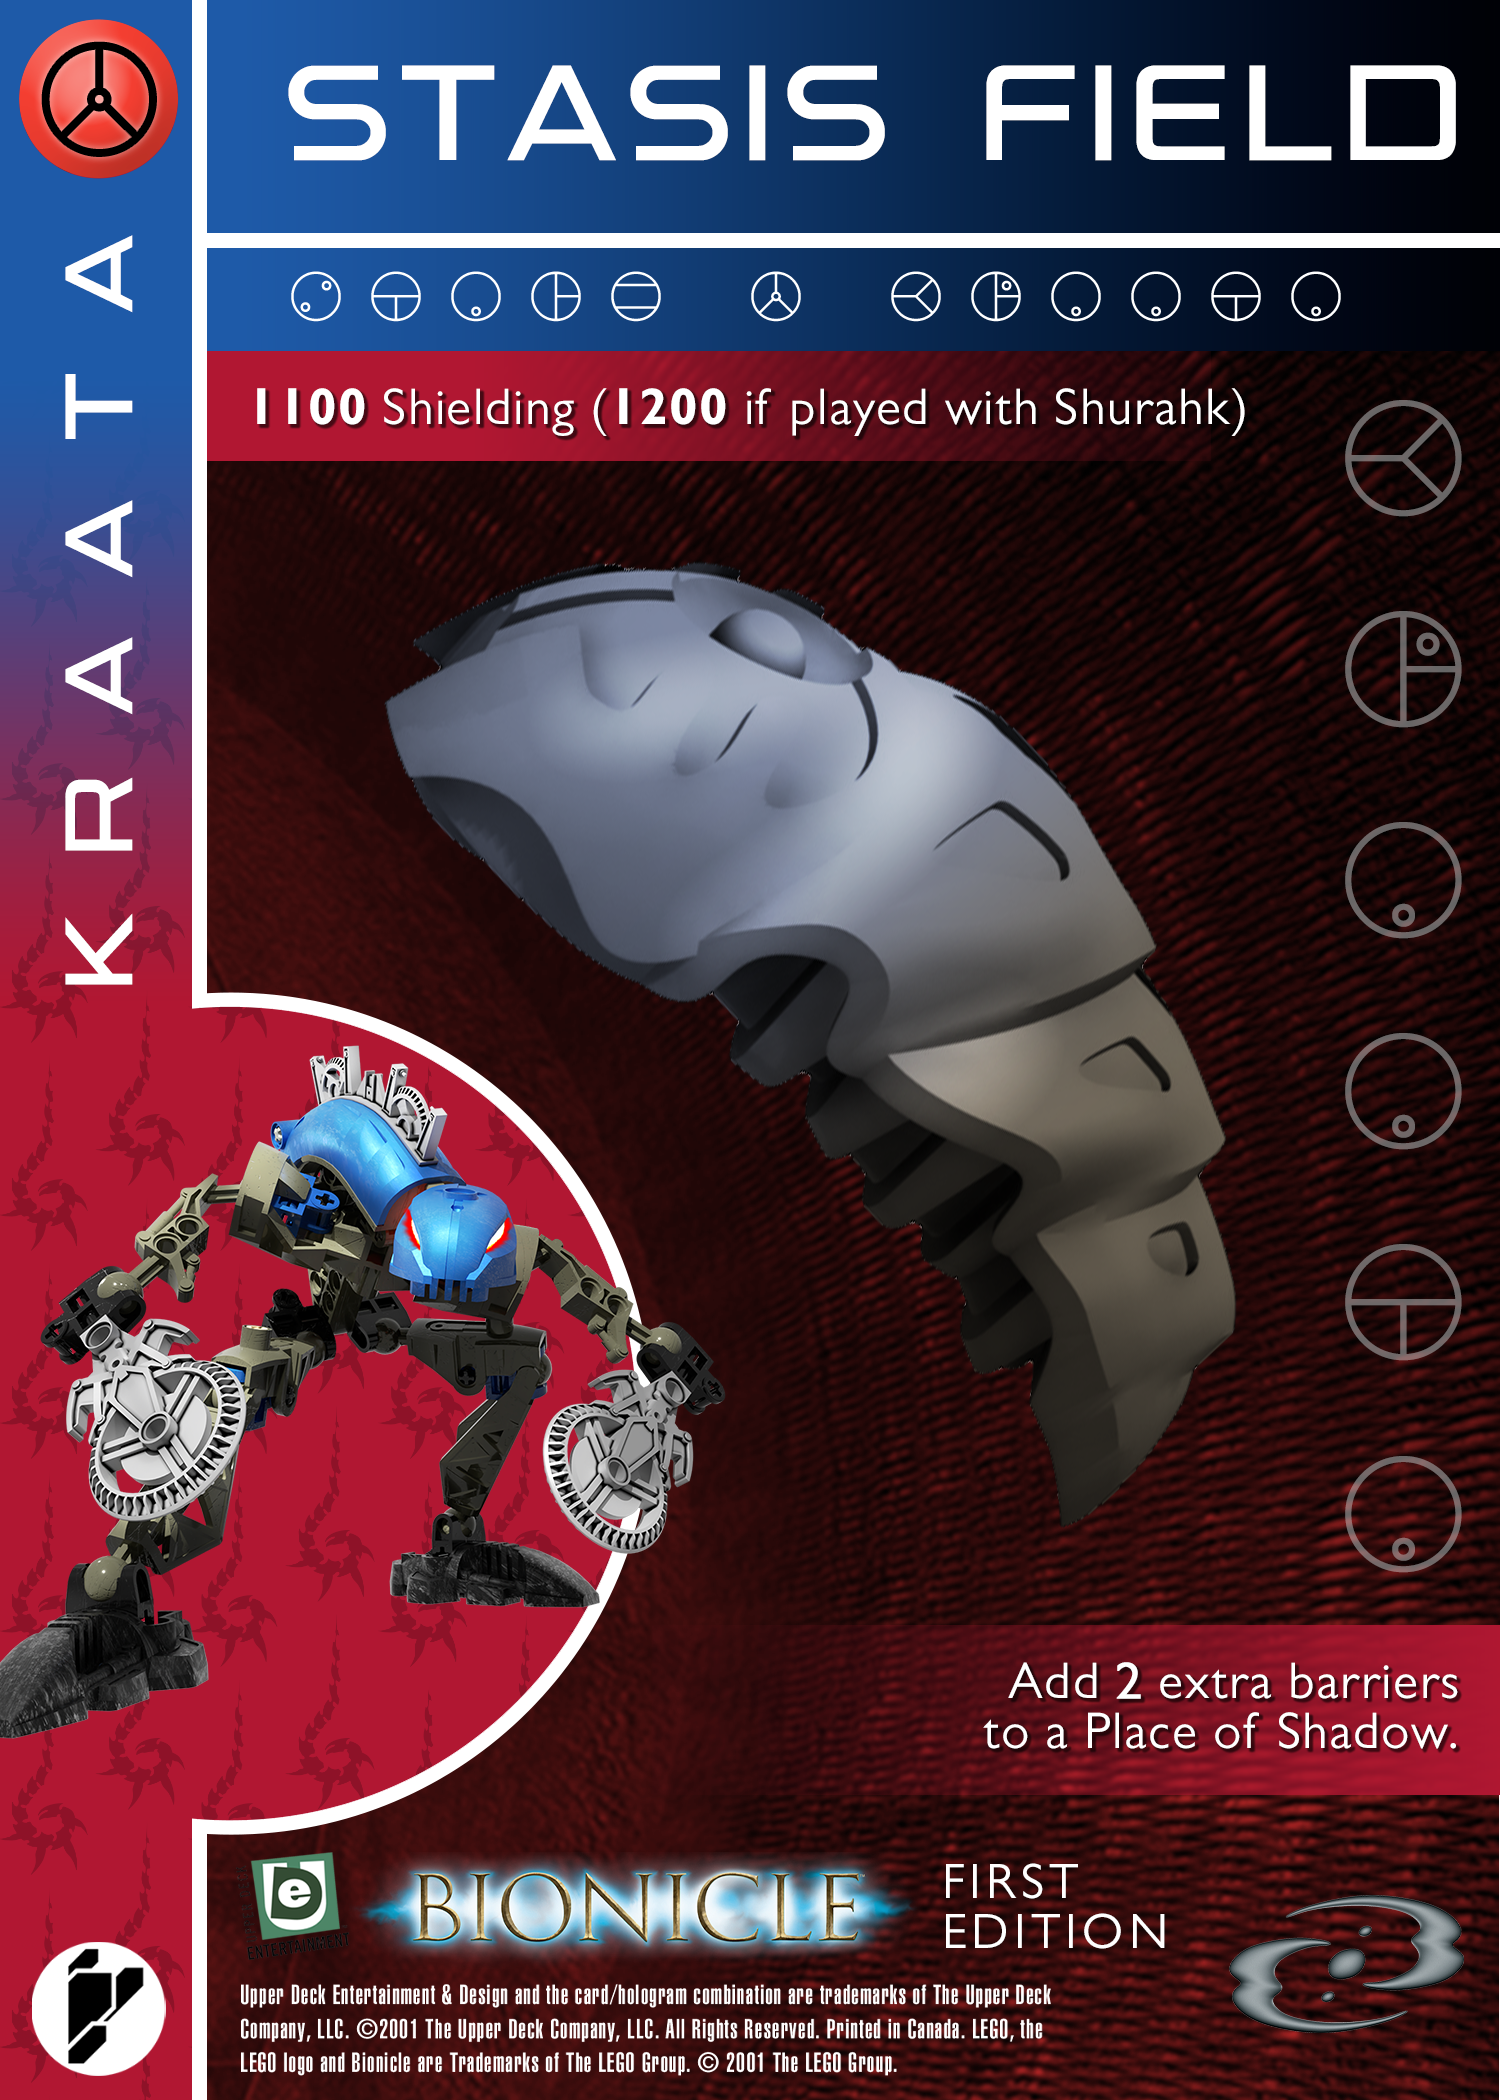 STASIS FIELD
KRAATA
1100 Shielding (1200 if played with Shurahk)
Add 2 extra barriers
to a Place of Shadow.
e
ENTERTAINMENT
BIONICLE
FIRST
EDITION
Upper Deck Entertainment & Design and the card/hologram combination are trademarks of The Upper Deck
Company, LLC. ©2001 The Upper Deck Company, LLC. All Rights Reserved. Printed in Canada. LEGO, the
LEGO logo and Bionicle are Trademarks of The LEGO Group. © 2001 The LEGO Group.